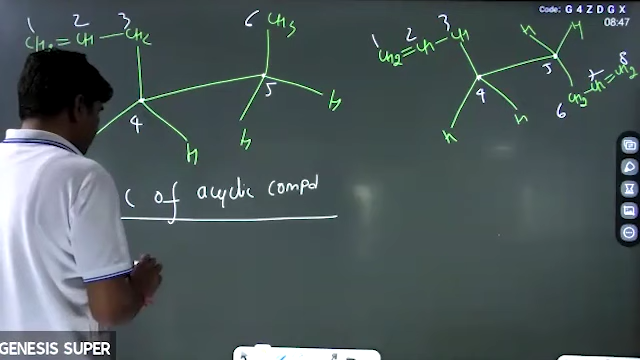 Code: G 4 Z D G X
08:47
1 2 3
CH2 = CH - CH2
6 CH3
4
H
5
H
H
1 2 3
CH2 = CH - CH
4
H
H
5
H
H
6 CH2 - 7 CH = 8 CH2
C of acyclic compd
GENESIS SUPER